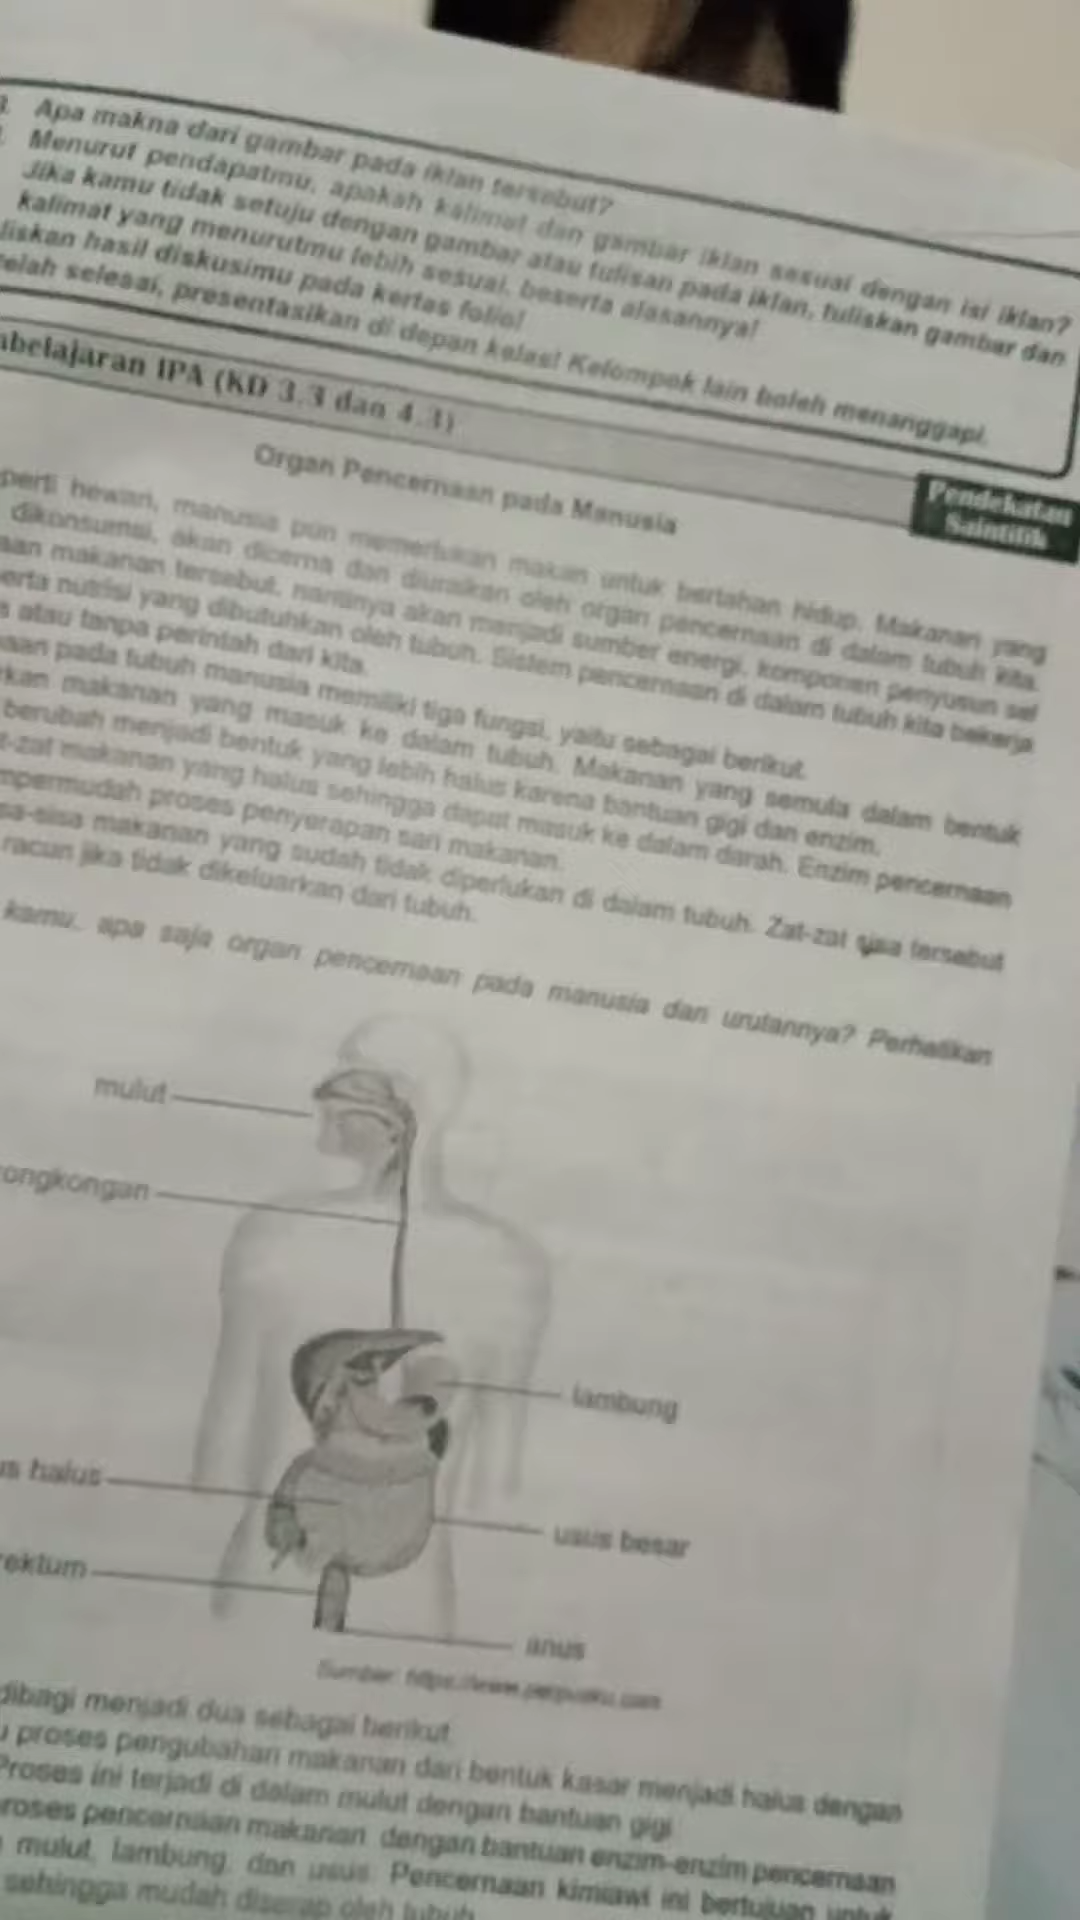 Apa makna dari gambar pada iklan tersebut?
Menurut pendapatmu, apakah kalimat dan gambar iklan sesuai dengan isi iklan?
Jika kamu tidak setuju dengan gambar atau tulisan pada iklan, tuliskan gambar dan
kalimat yang menurutmu lebih sesuai, beserta alasannya!
liskan hasil diskusimu pada kertas folio!
telah selesai, presentasikan di depan kelas! Kelompok lain boleh menanggapi.
belajaran IPA (KD 3.3 dan 4.3)
Pendekatan
Saintifik
Organ Pencernaan pada Manusia
perti hewan, manusia pun memerlukan makan untuk bertahan hidup. Makanan yang
dikonsumsi, akan dicerna dan diuraikan oleh organ pencernaan di dalam tubuh kita.
aan makanan tersebut, nantinya akan menjadi sumber energi, komponen penyusun sel
erta nutrisi yang dibutuhkan oleh tubuh. Sistem pencernaan di dalam tubuh kita bekerja
s atau tanpa perintah dari kita.
naan pada tubuh manusia memiliki tiga fungsi, yaitu sebagai berikut.
rkan makanan yang masuk ke dalam tubuh. Makanan yang semula dalam bentuk
berubah menjadi bentuk yang lebih halus karena bantuan gigi dan enzim.
t-zat makanan yang halus sehingga dapat masuk ke dalam darah. Enzim pencernaan
mpermudah proses penyerapan sari makanan.
sa-sisa makanan yang sudah tidak diperlukan di dalam tubuh. Zat-zat sisa tersebut
racun jika tidak dikeluarkan dari tubuh.
kamu, apa saja organ pencernaan pada manusia dan urutannya? Perhatikan
mulut
ongkongan
lambung
us halus
usus besar
rektum
anus
Sumber: https://www.
dibagi menjadi dua sebagai berikut.
u proses pengubahan makanan dari bentuk kasar menjadi halus dengan
Proses ini terjadi di dalam mulut dengan bantuan gigi.
roses pencernaan makanan dengan bantuan enzim-enzim pencernaan
mulut, lambung, dan usus. Pencernaan kimiawi ini bertujuan untuk
sehingga mudah diserap oleh tubuh.